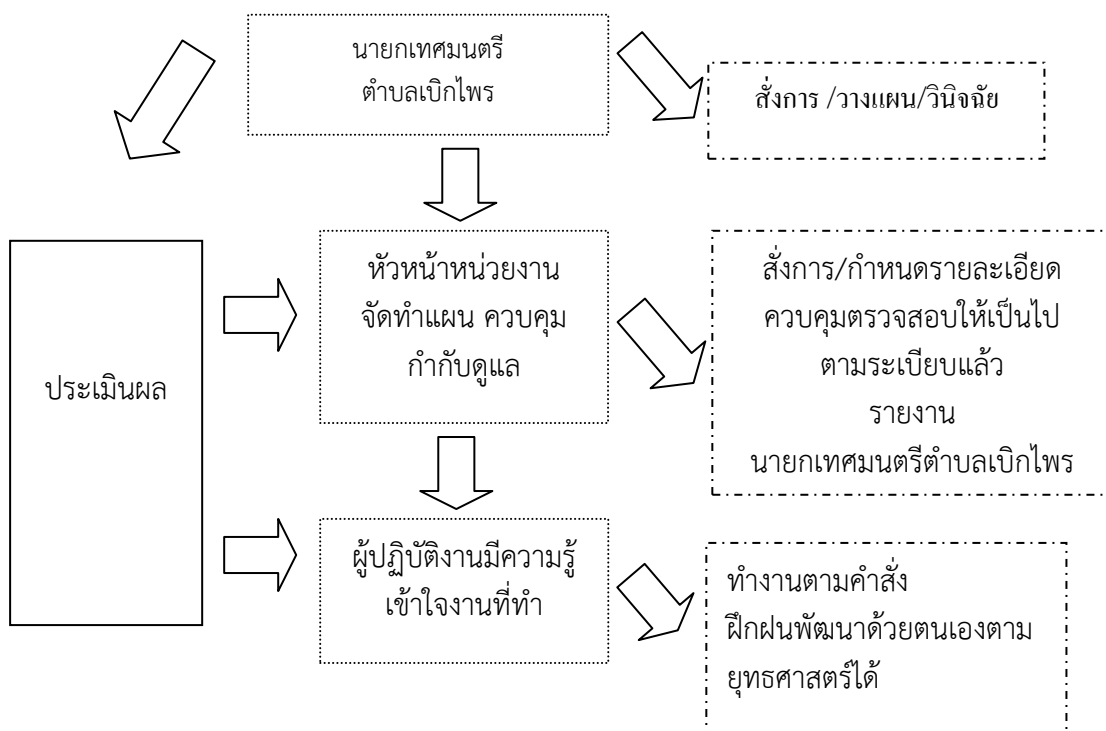 นายกเทศมนตรี
ตำบลเบิกไพร
สั่งการ /วางแผน/วินิจฉัย
หัวหน้าหน่วยงาน
จัดทำแผน ควบคุม
กำกับดูแล
สั่งการ/กำหนดรายละเอียด
ควบคุมตรวจสอบให้เป็นไป
ตามระเบียบแล้ว
รายงาน
นายกเทศมนตรีตำบลเบิกไพร
ประเมินผล
ผู้ปฏิบัติงานมีความรู้
เข้าใจงานที่ทำ
ทำงานตามคำสั่ง
ฝึกฝนพัฒนาด้วยตนเองตาม
ยุทธศาสตร์ได้